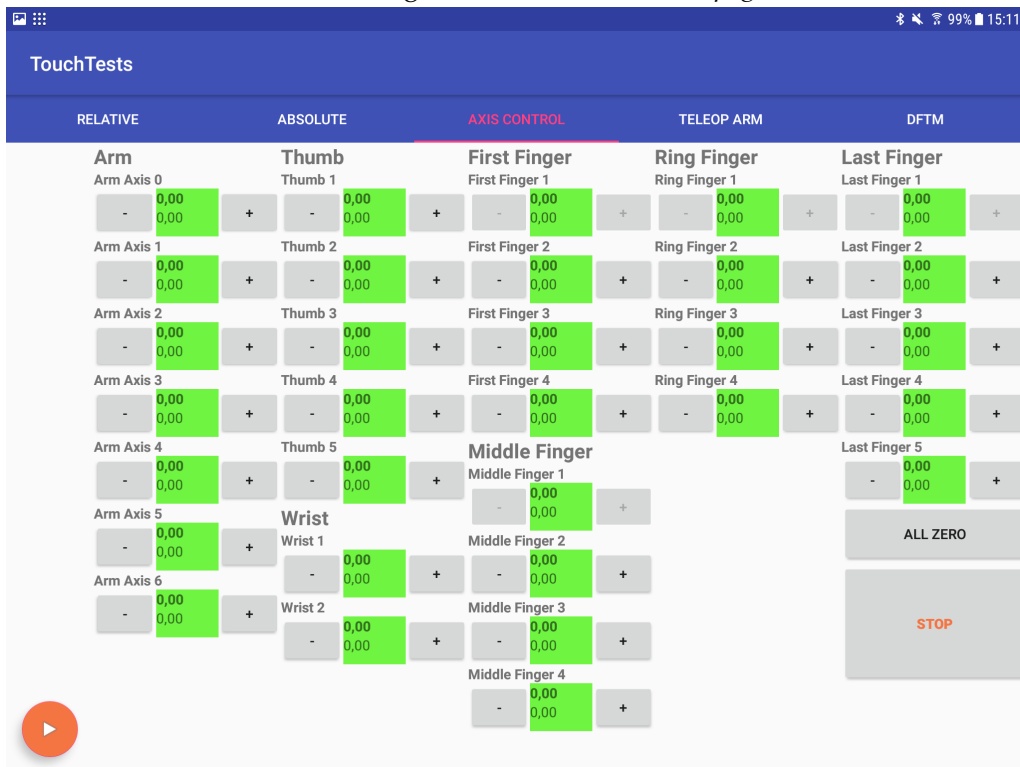 99% 15:11
TouchTests
RELATIVE ABSOLUTE AXIS CONTROL TELEOP ARM DFTM
Arm
Arm Axis 0
0,00
- 0,00 +
Arm Axis 1
0,00
- 0,00 +
Arm Axis 2
0,00
- 0,00 +
Arm Axis 3
0,00
- 0,00 +
Arm Axis 4
0,00
- 0,00 +
Arm Axis 5
0,00
- 0,00 +
Arm Axis 6
0,00
- 0,00 +
Thumb
Thumb 1
0,00
- 0,00 +
Thumb 2
0,00
- 0,00 +
Thumb 3
0,00
- 0,00 +
Thumb 4
0,00
- 0,00 +
Thumb 5
0,00
- 0,00 +
Wrist
Wrist 1
0,00
- 0,00 +
Wrist 2
0,00
- 0,00 +
First Finger
First Finger 1
0,00
- 0,00 +
First Finger 2
0,00
- 0,00 +
First Finger 3
0,00
- 0,00 +
First Finger 4
0,00
- 0,00 +
Middle Finger
Middle Finger 1
0,00
- 0,00 +
Middle Finger 2
0,00
- 0,00 +
Middle Finger 3
0,00
- 0,00 +
Middle Finger 4
0,00
- 0,00 +
Ring Finger
Ring Finger 1
0,00
- 0,00 +
Ring Finger 2
0,00
- 0,00 +
Ring Finger 3
0,00
- 0,00 +
Ring Finger 4
0,00
- 0,00 +
Last Finger
Last Finger 1
0,00
- 0,00 +
Last Finger 2
0,00
- 0,00 +
Last Finger 3
0,00
- 0,00 +
Last Finger 4
0,00
- 0,00 +
Last Finger 5
0,00
- 0,00 +
ALL ZERO
STOP